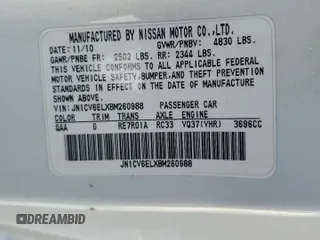 MANUFACTURED BY NISSAN MOTOR CO.,LTD.
DATE: 11/10 GVWR/PNBV: 4830 LBS.
GAWR/PNBE FR: 2502 LBS. RR: 2344 LBS.
THIS VEHICLE CONFORMS TO ALL APPLICABLE FEDERAL
MOTOR VEHICLE SAFETY, BUMPER, AND THEFT PREVENTION
STANDARDS IN EFFECT ON THE DATE OF MANUFACTURE
SHOWN ABOVE.
VIN: JN1CV6ELXBM260988 PASSENGER CAR
COLOR TRIM TRANS AXLE ENGINE
QAA G RE7R01A RC33 VQ37(VHR) 3696CC
JN1CV6ELXBM260988
DREAMBID